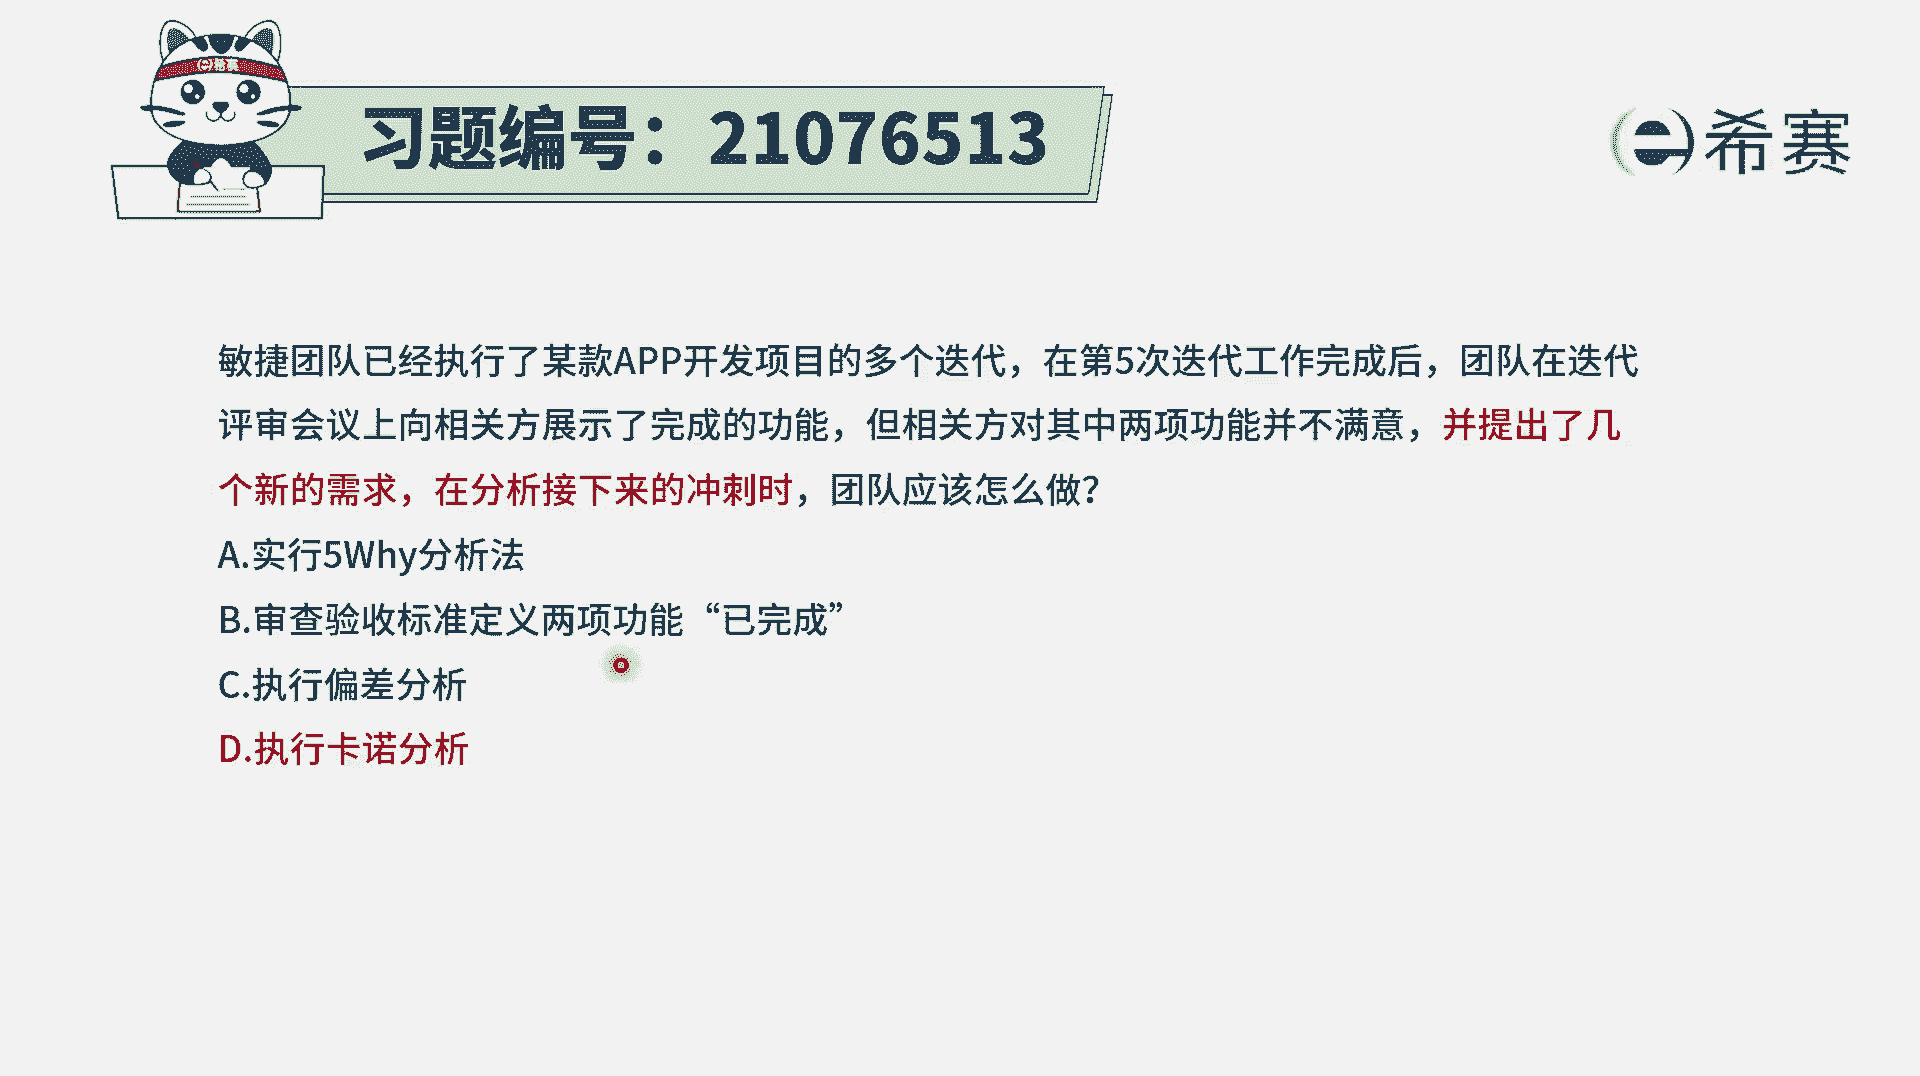 e希赛
习题编号：21076513
e希赛
敏捷团队已经执行了某款APP开发项目的多个迭代，在第5次迭代工作完成后，团队在迭代
评审会议上向相关方展示了完成的功能，但相关方对其中两项功能并不满意，并提出了几
个新的需求，在分析接下来的冲刺时，团队应该怎么做？
A.实行5Why分析法
B.审查验收标准定义两项功能“已完成”
C.执行偏差分析
D.执行卡诺分析